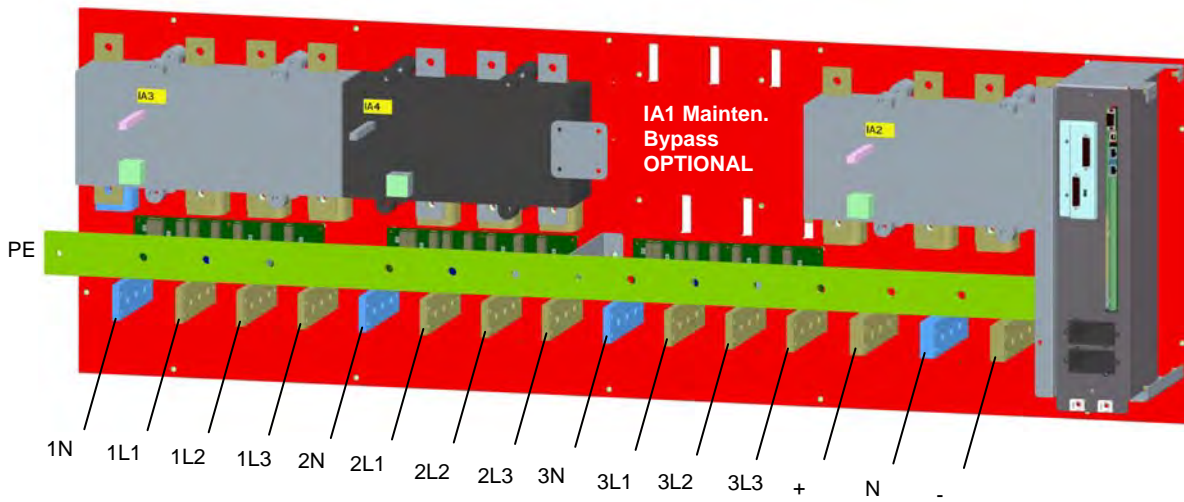 IA3
IA4
IA1 Mainten.
Bypass
OPTIONAL
IA2
PE
1N
1L1
1L2
1L3
2N
2L1
2L2
2L3
3N
3L1
3L2
3L3
+
N
-